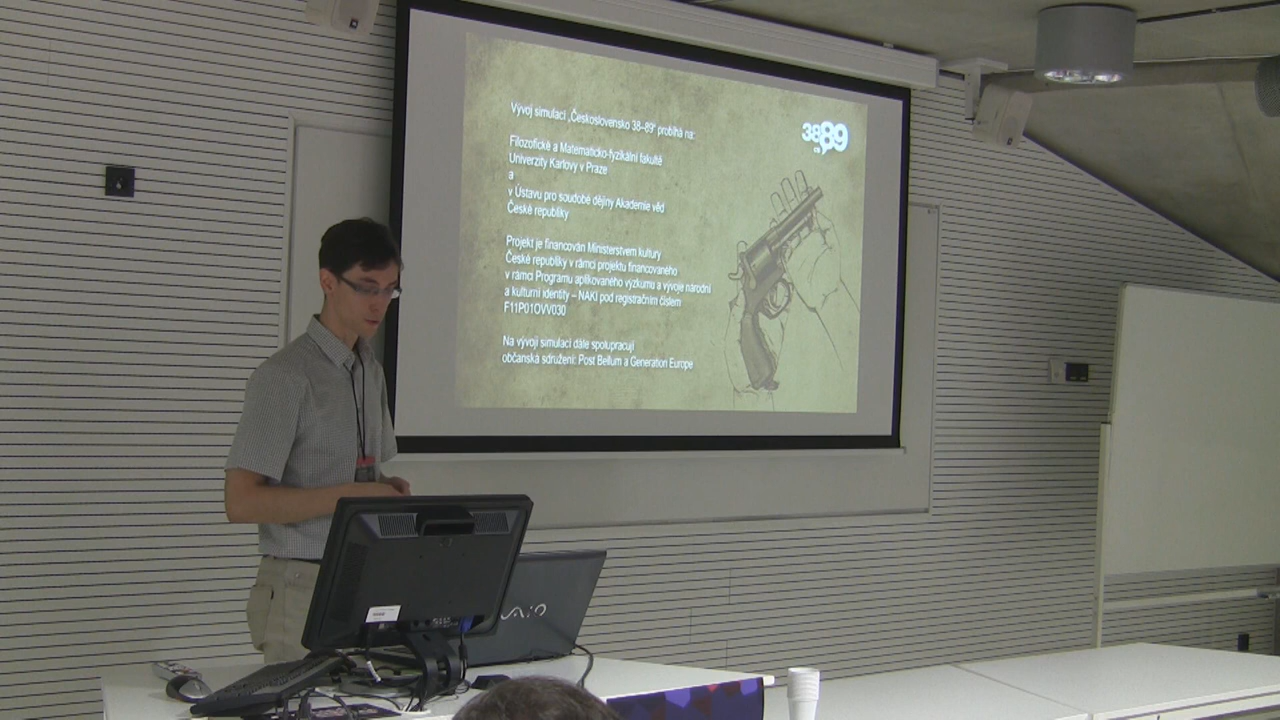 Vývoj simulací „Československo 38–89“ probíhá na:
Filozofické a Matematicko-fyzikální fakultě
Univerzity Karlovy v Praze
a
v Ústavu pro soudobé dějiny Akademie věd
České republiky
Projekt je financován Ministerstvem kultury
České republiky v rámci projektu financovaného
v rámci Programu aplikovaného výzkumu a vývoje národní
a kulturní identity – NAKI pod registračním číslem
F11P01OVV030
Na vývoji simulací dále spolupracují
občanská sdružení: Post Bellum a Generation Europe
3889
VAIO